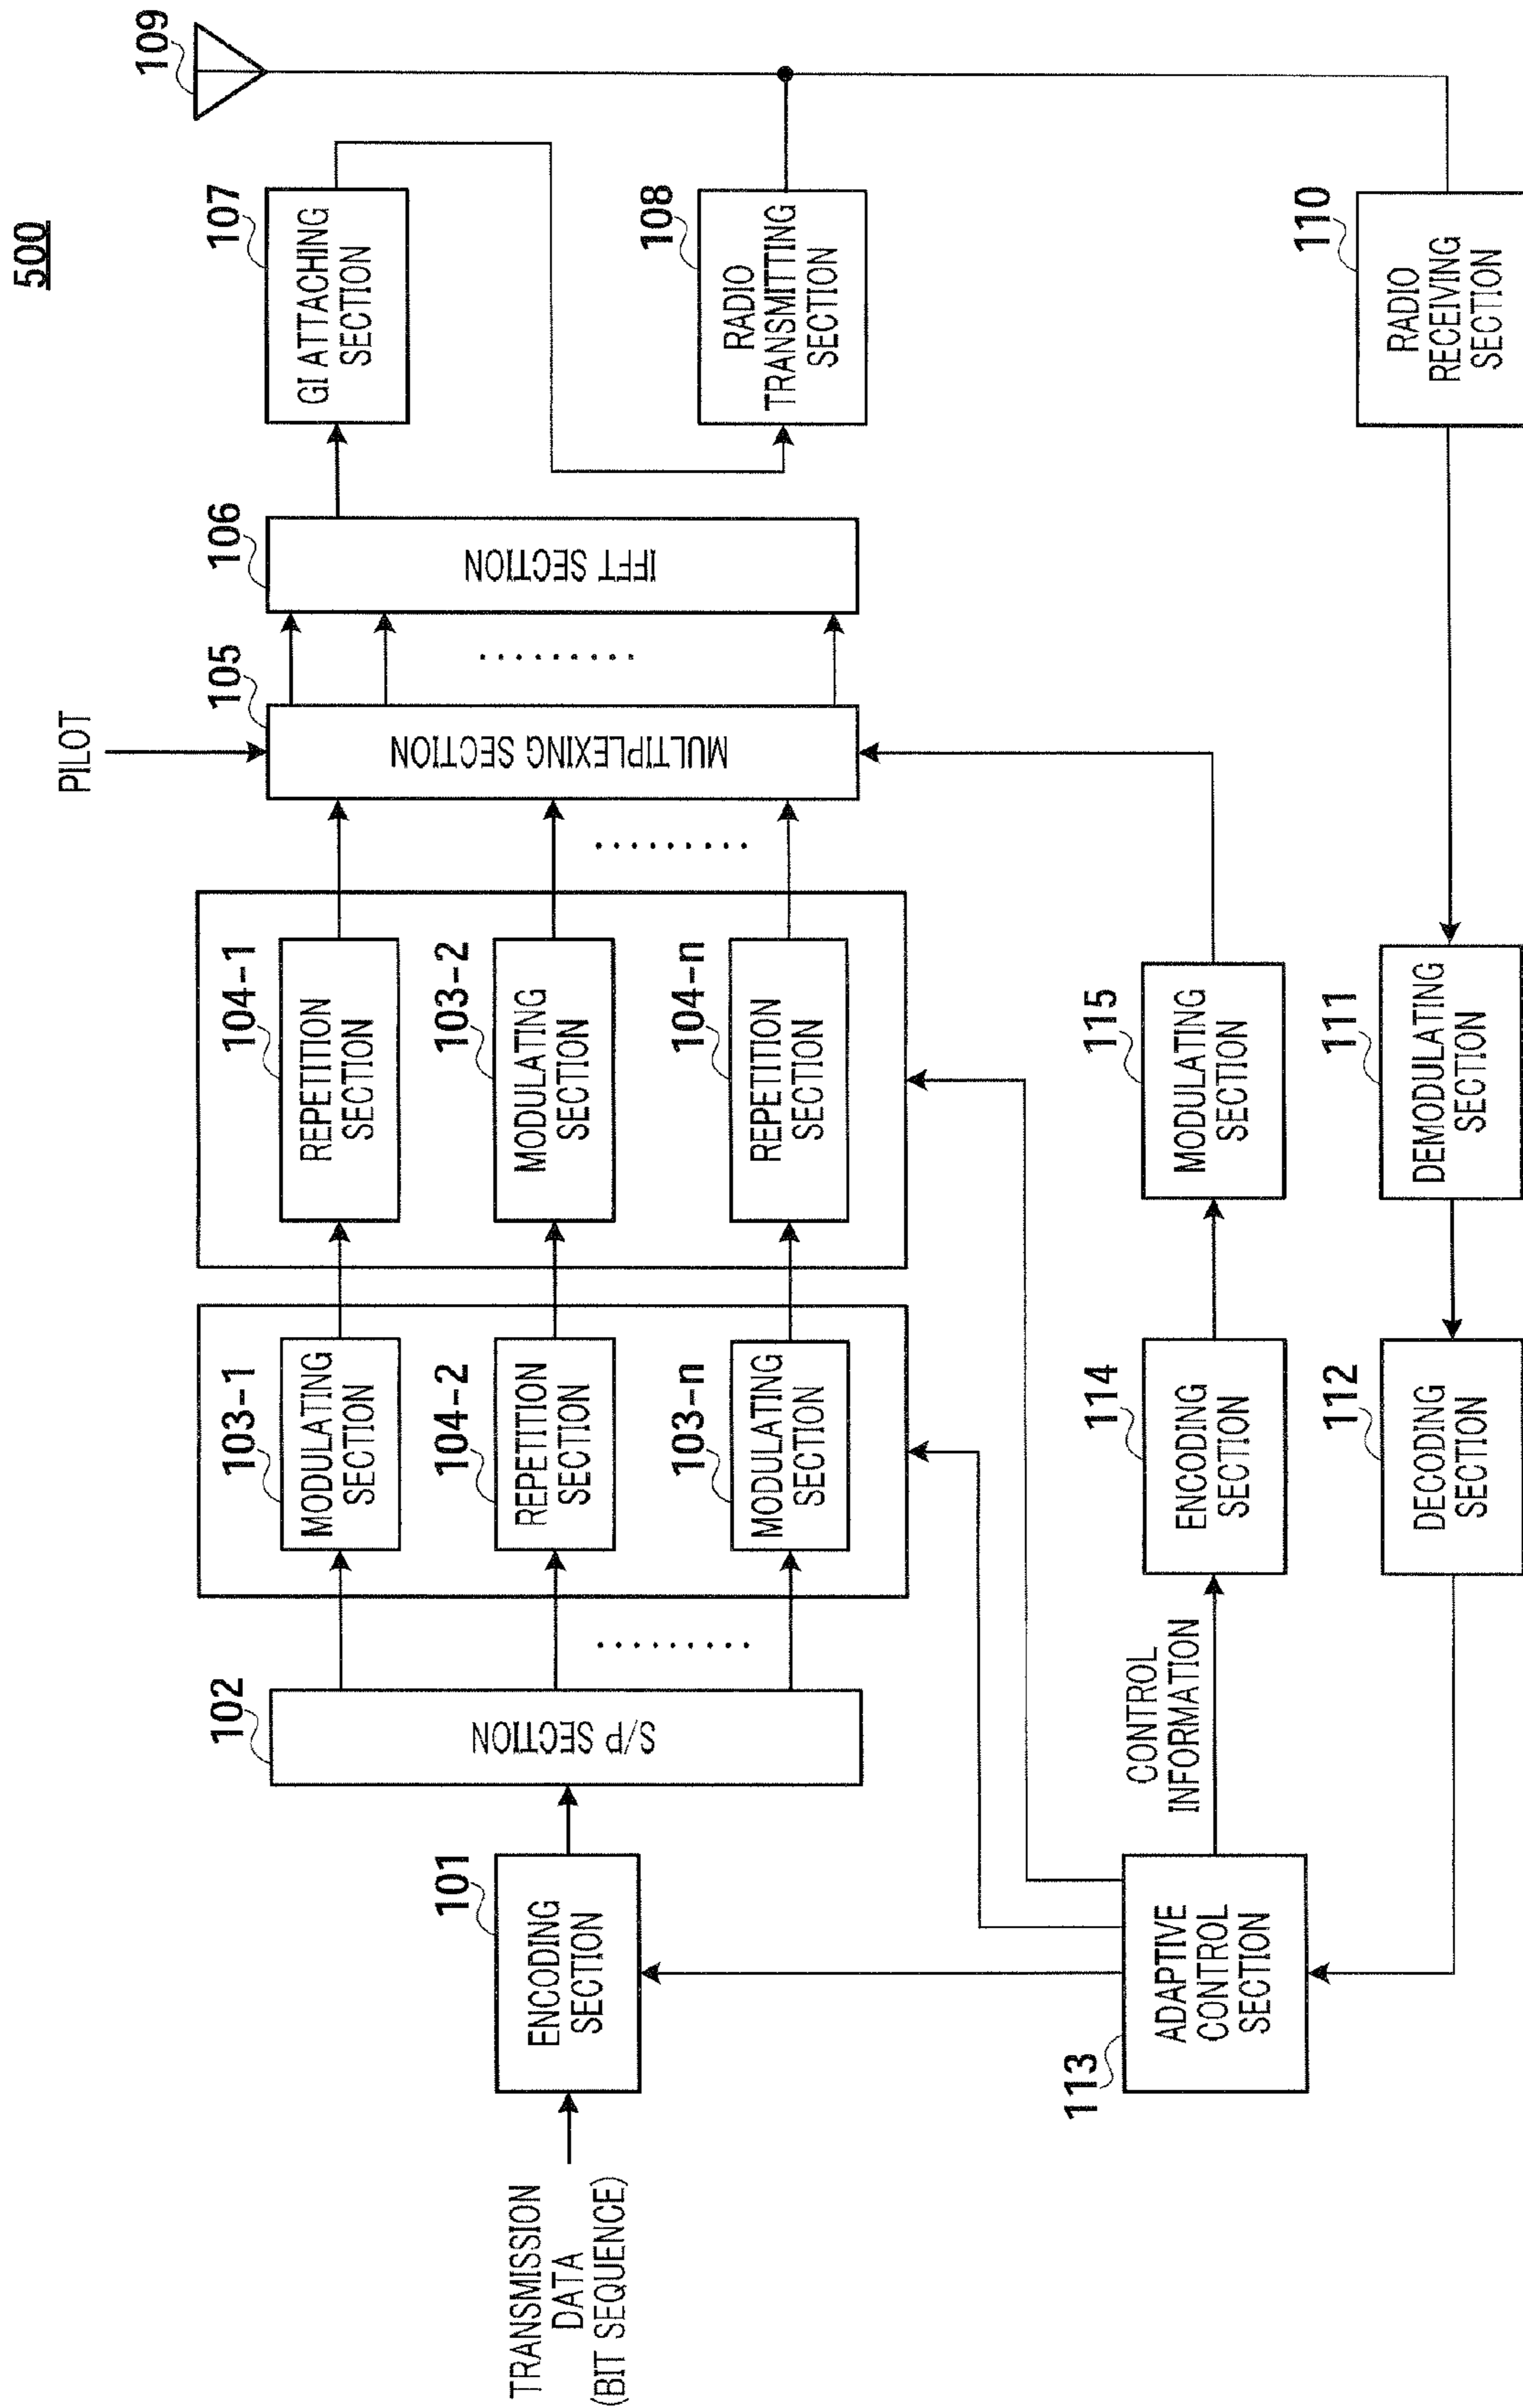 500
TRANSMISSION
DATA
(BIT SEQUENCE)
101
ENCODING
SECTION
102
S/P SECTION
103-1
MODULATING
SECTION
104-2
REPETITION
SECTION
103-n
MODULATING
SECTION
.........
104-1
REPETITION
SECTION
103-2
MODULATING
SECTION
104-n
REPETITION
SECTION
.........
PILOT
105
MULTIPLEXING SECTION
.........
106
IFFT SECTION
107
GI ATTACHING
SECTION
108
RADIO
TRANSMITTING
SECTION
109
113
ADAPTIVE
CONTROL
SECTION
CONTROL
INFORMATION
114
ENCODING
SECTION
115
MODULATING
SECTION
112
DECODING
SECTION
111
DEMODULATING
SECTION
110
RADIO
RECEIVING
SECTION